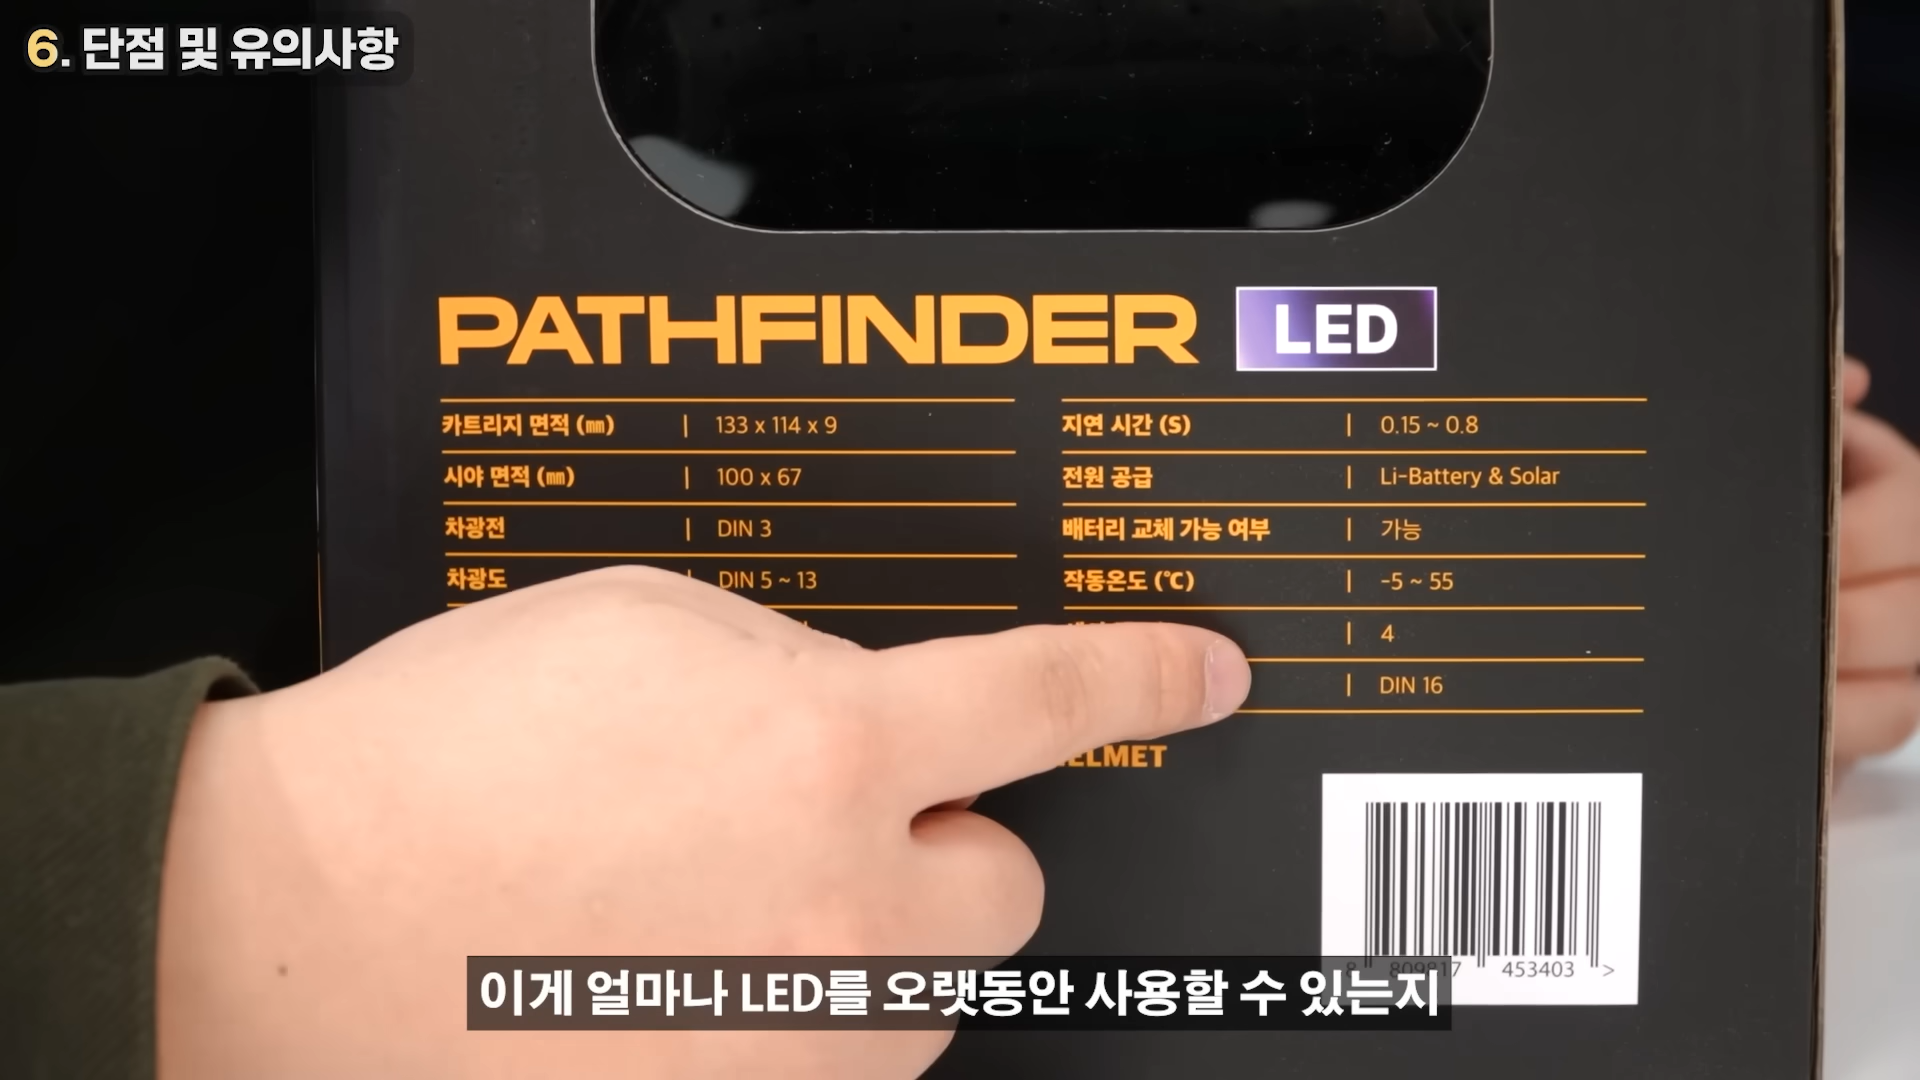 6. 단점 및 유의사항
PATHFINDER LED
카트리지 면적 (㎜) | 133 x 114 x 9
시야 면적 (㎜) | 100 x 67
차광전 | DIN 3
차광도 | DIN 5 ~ 13
지연 시간 (S) | 0.15 ~ 0.8
전원 공급 | Li-Battery & Solar
배터리 교체 가능 여부 | 가능
작동온도 (℃) | -5 ~ 55
| 4
| DIN 16
ELMET
8 809817 453403 >
이게 얼마나 LED를 오랫동안 사용할 수 있는지